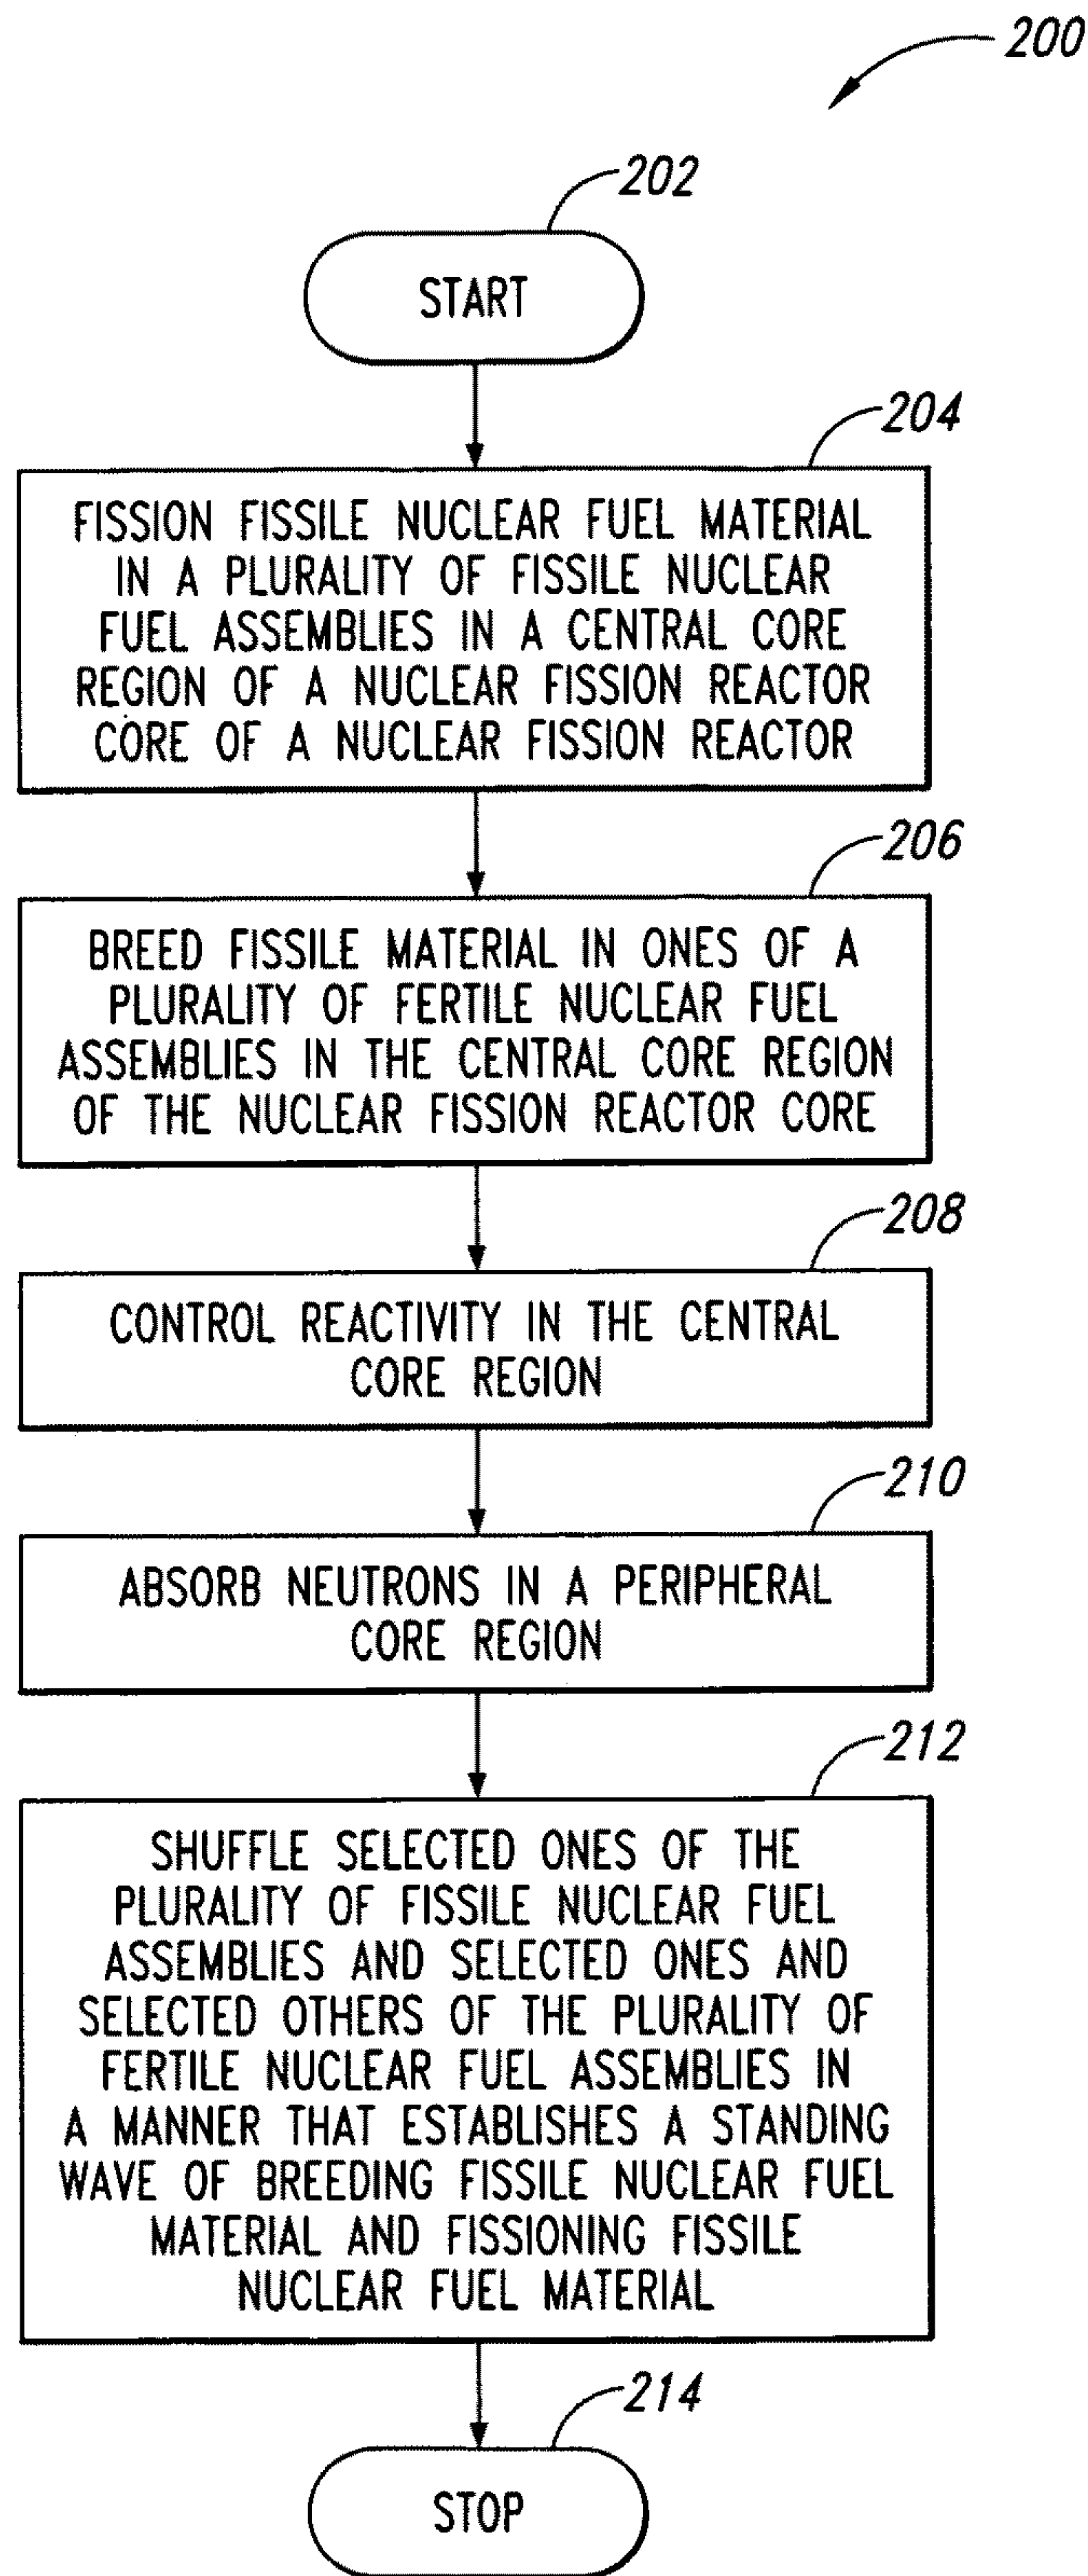 200
202
START
204
FISSION FISSILE NUCLEAR FUEL MATERIAL
IN A PLURALITY OF FISSILE NUCLEAR
FUEL ASSEMBLIES IN A CENTRAL CORE
REGION OF A NUCLEAR FISSION REACTOR
CORE OF A NUCLEAR FISSION REACTOR
206
BREED FISSILE MATERIAL IN ONES OF A
PLURALITY OF FERTILE NUCLEAR FUEL
ASSEMBLIES IN THE CENTRAL CORE REGION
OF THE NUCLEAR FISSION REACTOR CORE
208
CONTROL REACTIVITY IN THE CENTRAL
CORE REGION
210
ABSORB NEUTRONS IN A PERIPHERAL
CORE REGION
212
SHUFFLE SELECTED ONES OF THE
PLURALITY OF FISSILE NUCLEAR FUEL
ASSEMBLIES AND SELECTED ONES AND
SELECTED OTHERS OF THE PLURALITY OF
FERTILE NUCLEAR FUEL ASSEMBLIES IN
A MANNER THAT ESTABLISHES A STANDING
WAVE OF BREEDING FISSILE NUCLEAR FUEL
MATERIAL AND FISSIONING FISSILE
NUCLEAR FUEL MATERIAL
214
STOP